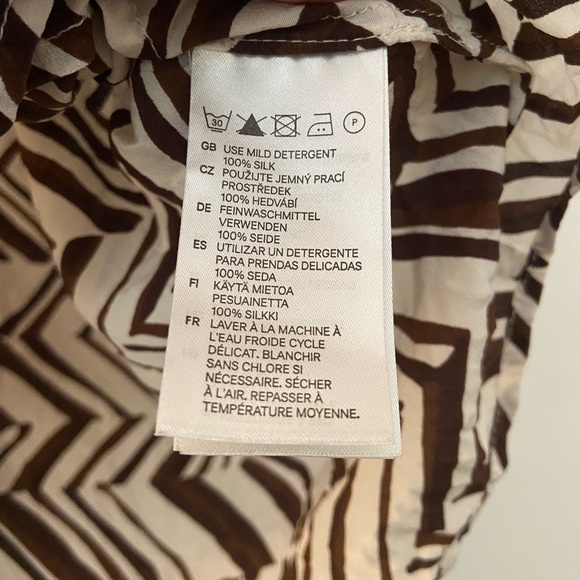 30 P
GB USE MILD DETERGENT
100% SILK
CZ POUŽIJTE JEMNÝ PRACÍ
PROSTŘEDEK
100% HEDVÁBÍ
DE FEINWASCHMITTEL
VERWENDEN
100% SEIDE
ES UTILIZAR UN DETERGENTE
PARA PRENDAS DELICADAS
100% SEDA
FI KÄYTÄ MIETOA
PESUAINETTA
100% SILKKI
FR LAVER À LA MACHINE À
L'EAU FROIDE CYCLE
DÉLICAT. BLANCHIR
SANS CHLORE SI
NÉCESSAIRE. SÉCHER
À L'AIR. REPASSER À
TEMPÉRATURE MOYENNE.